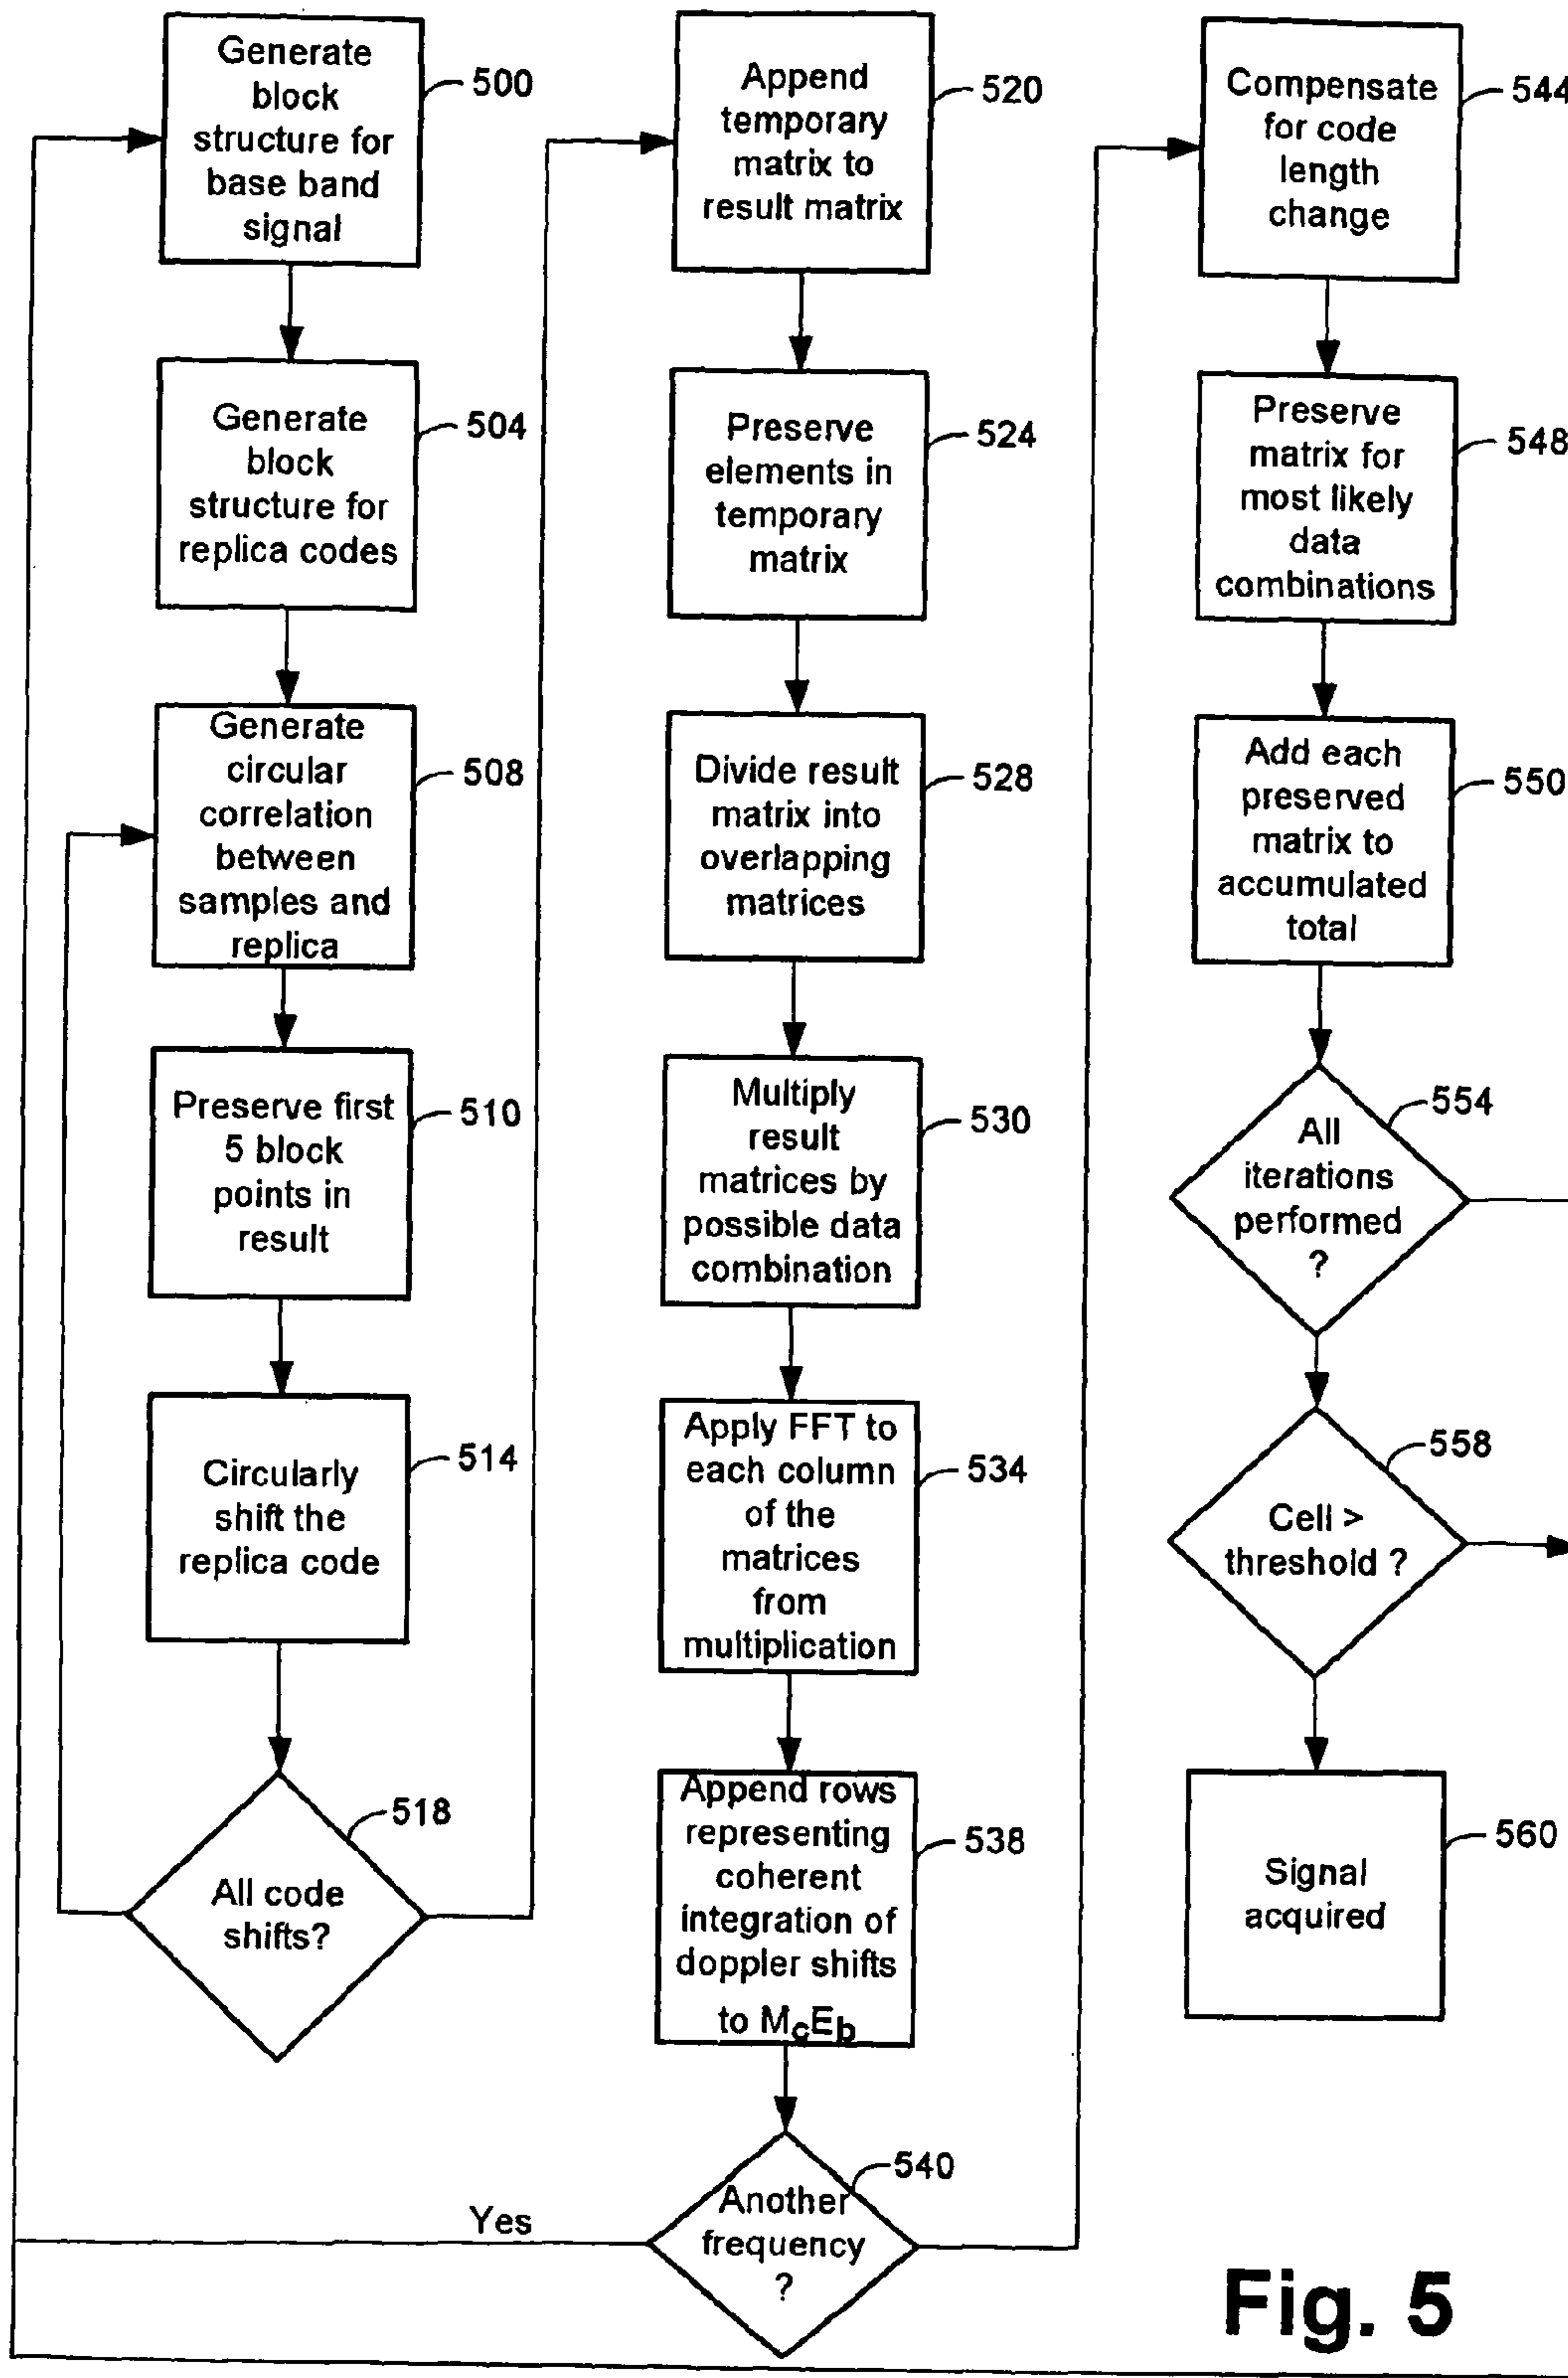 Generate
block
structure for
base band
signal
500
Generate
block
structure for
replica codes
504
Generate
circular
correlation
between
samples and
replica
508
Preserve first
5 block
points in
result
510
Circularly
shift the
replica code
514
All code
shifts?
518
Append
temporary
matrix to
result matrix
520
Preserve
elements in
temporary
matrix
524
Divide result
matrix into
overlapping
matrices
528
Multiply
result
matrices by
possible data
combination
530
Apply FFT to
each column
of the
matrices
from
multiplication
534
Append rows
representing
coherent
integration of
doppler shifts
to McEb
538
Another
frequency
?
540
Yes
Compensate
for code
length
change
544
Preserve
matrix for
most likely
data
combinations
548
Add each
preserved
matrix to
accumulated
total
550
All
iterations
performed
?
554
Cell >
threshold ?
558
Signal
acquired
560
Fig. 5